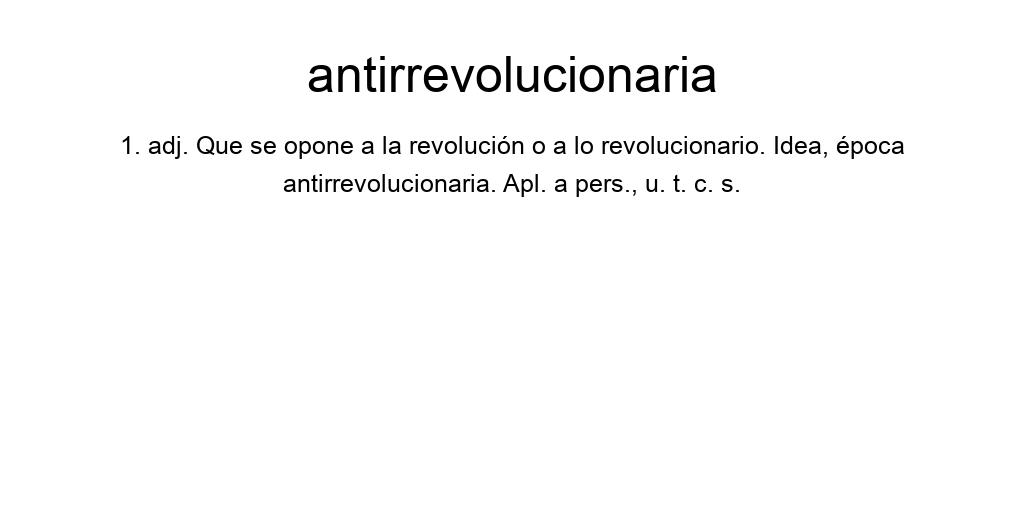 antirrevolucionaria
1. adj. Que se opone a la revolución o a lo revolucionario. Idea, época
antirrevolucionaria. Apl. a pers., u. t. c. s.